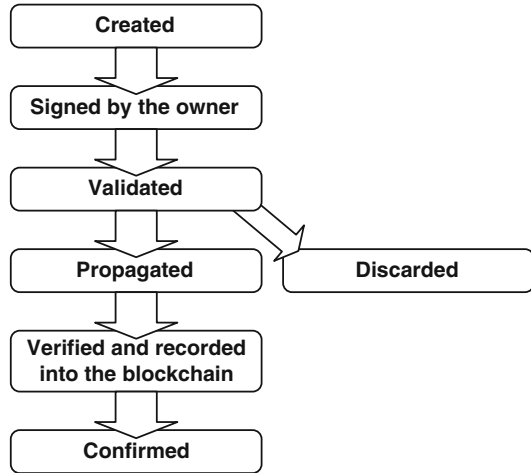 Created
Signed by the owner
Validated
Propagated
Discarded
Verified and recorded
into the blockchain
Confirmed